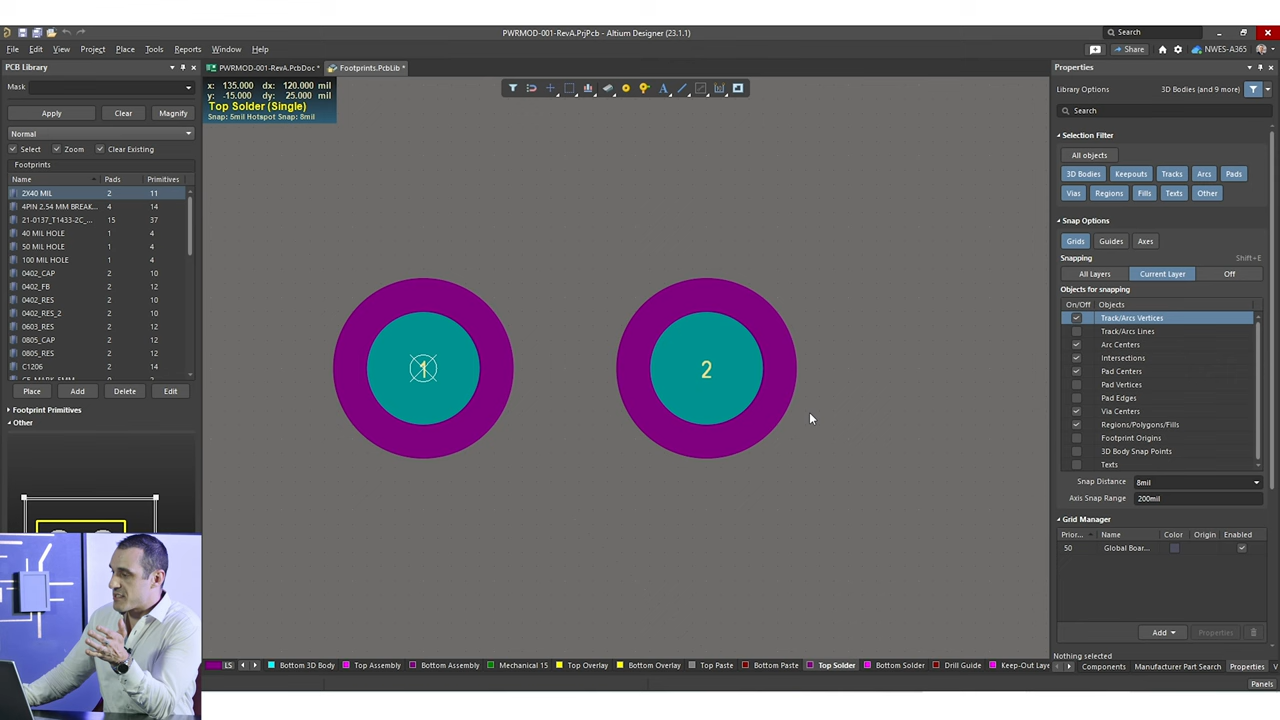 PWRMOD-001-RevA.PrjPcb - Altium Designer (23.1.1)
Search
File Edit View Project Place Tools Reports Window Help
Share
NWES-A365
PCB Library
PWRMOD-001-RevA.PcbDoc *
Footprints.PcbLib *
Properties
Mask
Apply Clear Magnify
Normal
Select Zoom Clear Existing
Footprints
Name Pads Primitives
2X40 MIL 2 11
4PIN 2.54 MM BREAK... 4 14
21-0137_T1433-2C_... 15 37
40 MIL HOLE 1 4
50 MIL HOLE 1 4
100 MIL HOLE 1 4
0402_CAP 2 10
0402_FB 2 12
0402_RES 2 10
0402_RES_2 2 10
0603_RES 2 12
0805_CAP 2 12
0805_RES 2 12
C1206 2 14
Place Add Delete Edit
Footprint Primitives
Other
x: 135.000 dx: 120.000 mil
y: -15.000 dy: 25.000 mil
Top Solder (Single)
Snap: 5mil Hotspot Snap: 8mil
1
2
Library Options
3D Bodies (and 9 more)
Search
Selection Filter
All objects
3D Bodies Keepouts Tracks Arcs Pads
Vias Regions Fills Texts Other
Snap Options
Grids Guides Axes
Snapping Shift+E
All Layers Current Layer Off
Objects for snapping
On/Off Objects
Track/Arcs Vertices
Track/Arcs Lines
Arc Centers
Intersections
Pad Centers
Pad Vertices
Pad Edges
Via Centers
Regions/Polygons/Fills
Footprint Origins
3D Body Snap Points
Texts
Snap Distance 8mil
Axis Snap Range 200mil
Grid Manager
Prior... Name Color Origin Enabled
50 Global Boar...
Add Properties
Nothing selected
LS Bottom 3D Body Top Assembly Bottom Assembly Mechanical 15 Top Overlay Bottom Overlay Top Paste Bottom Paste Top Solder Bottom Solder Drill Guide Keep-Out Laye
Components Manufacturer Part Search Properties V
Panels